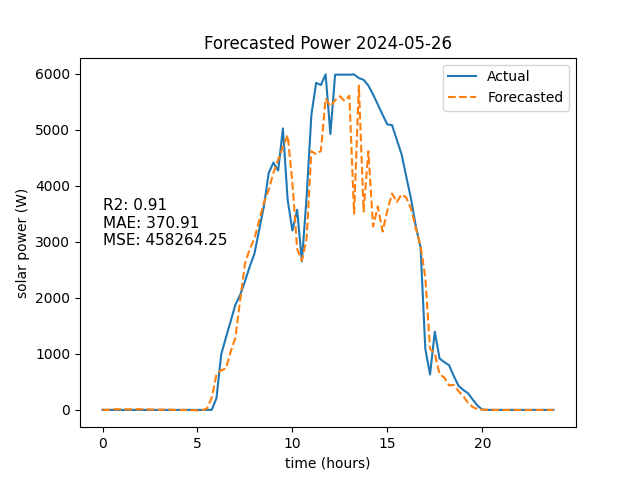 Forecasted Power 2024-05-26
Actual
Forecasted
R2: 0.91
MAE: 370.91
MSE: 458264.25
solar power (W)
6000
5000
4000
3000
2000
1000
0
0 5 10 15 20
time (hours)